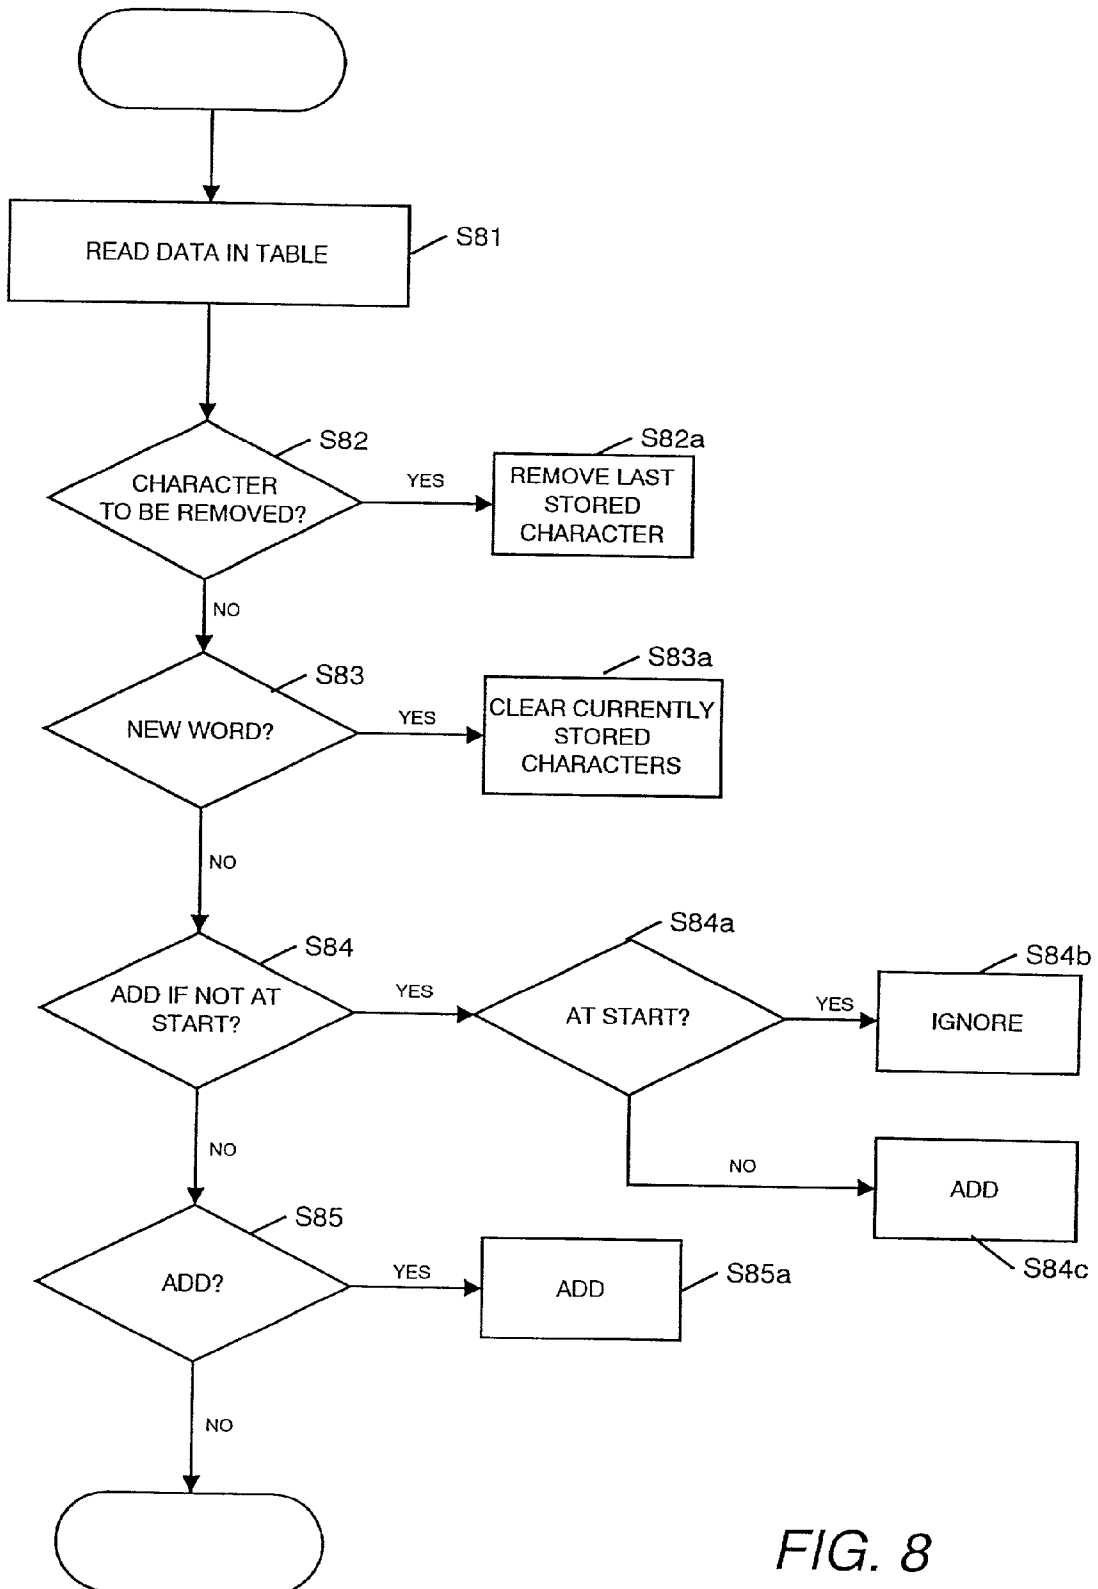 READ DATA IN TABLE
S81
S82
CHARACTER
TO BE REMOVED?
YES
S82a
REMOVE LAST
STORED
CHARACTER
NO
S83
NEW WORD?
YES
S83a
CLEAR CURRENTLY
STORED
CHARACTERS
NO
S84
ADD IF NOT AT
START?
YES
S84a
AT START?
YES
S84b
IGNORE
NO
ADD
S84c
NO
S85
ADD?
YES
ADD
S85a
NO
FIG. 8